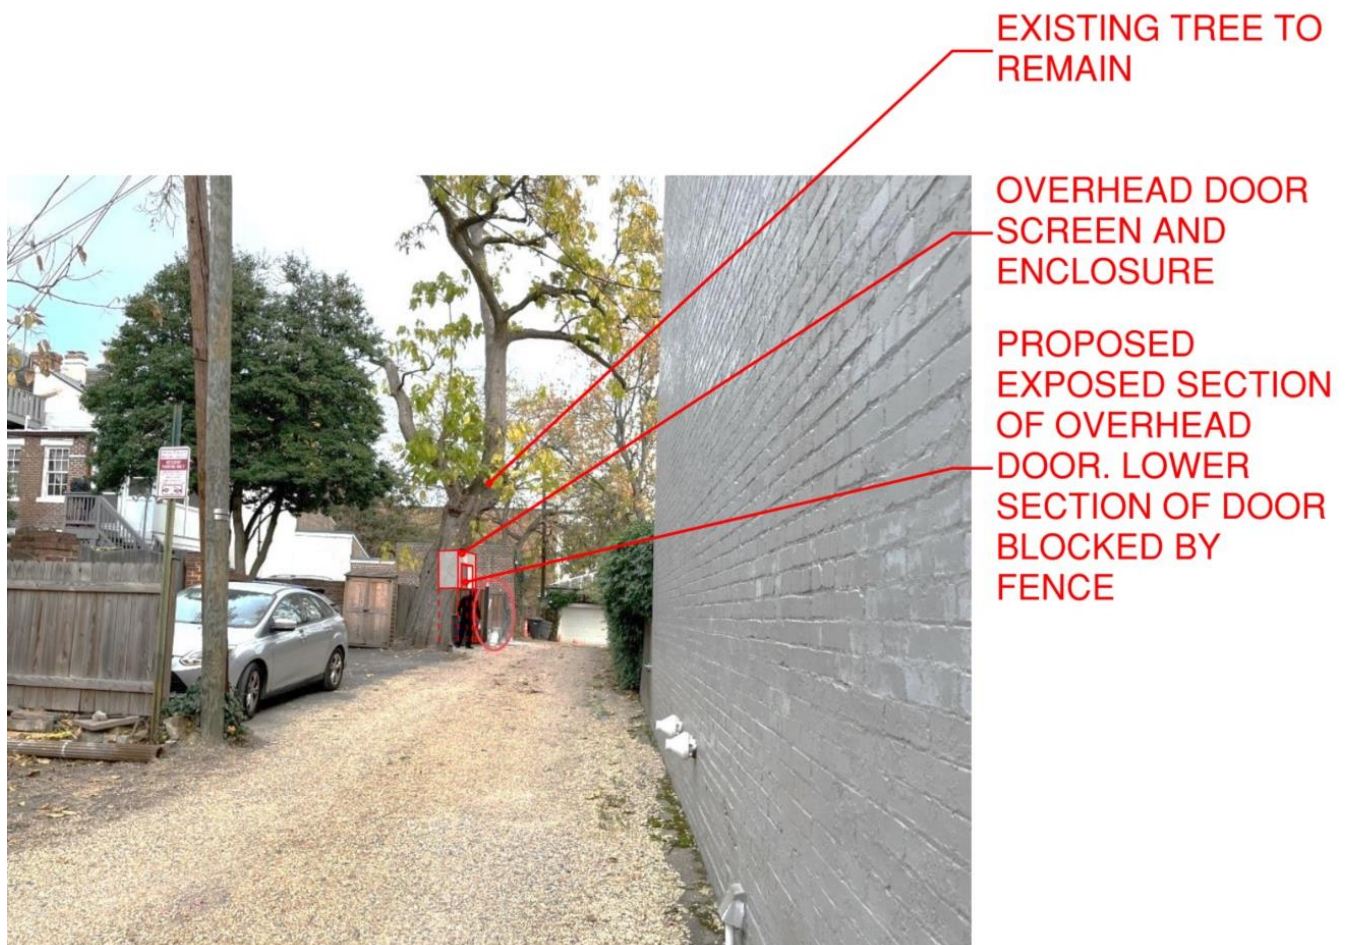 EXISTING TREE TO
REMAIN
OVERHEAD DOOR
SCREEN AND
ENCLOSURE
PROPOSED
EXPOSED SECTION
OF OVERHEAD
DOOR. LOWER
SECTION OF DOOR
BLOCKED BY
FENCE